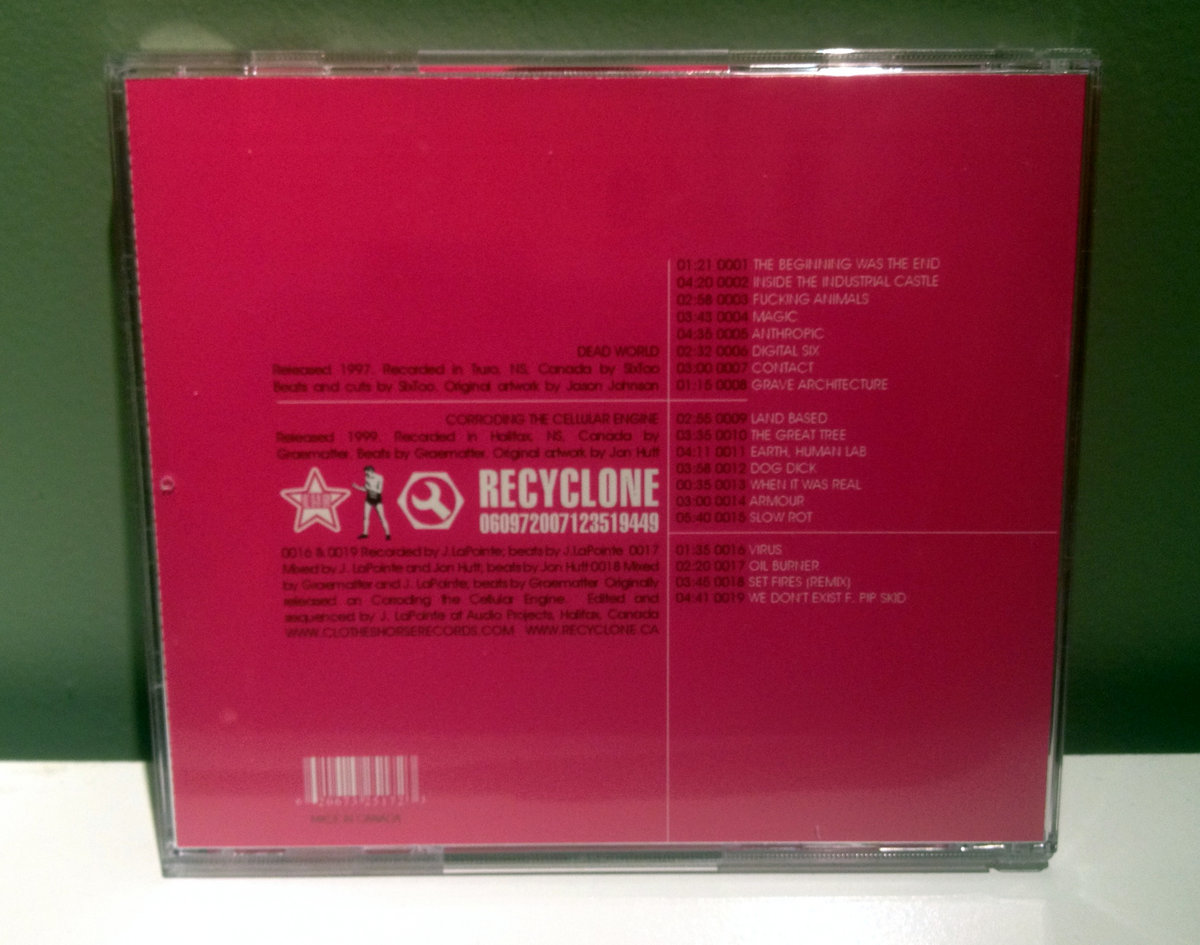 DEAD WORLD
Released 1997. Recorded in Truro, NS, Canada by SixToo
Beats and cuts by SixToo. Original artwork by Jason Johnson
CORRODING THE CELLULAR ENGINE
Released 1999. Recorded in Halifax, NS, Canada by
Graematter. Beats by Graematter. Original artwork by Jon Hutt
RECYCLONE
060972007123519449
0016 & 0019 Recorded by J.LaPointe; beats by J.LaPointe 0017
Mixed by J. LaPointe and Jon Hutt; beats by Jon Hutt 0018 Mixed
by Graematter and J. LaPointe; beats by Graematter Originally
released on Corroding the Cellular Engine. Edited and
sequenced by J. LaPointe at Audio Projects, Halifax, Canada
WWW.CLOTHESHORSERECORDS.COM WWW.RECYCLONE.CA
MADE IN CANADA
01:21 0001 THE BEGINNING WAS THE END
04:20 0002 INSIDE THE INDUSTRIAL CASTLE
02:58 0003 FUCKING ANIMALS
03:43 0004 MAGIC
04:35 0005 ANTHROPIC
02:32 0006 DIGITAL SIX
03:00 0007 CONTACT
01:15 0008 GRAVE ARCHITECTURE
02:55 0009 LAND BASED
03:35 0010 THE GREAT TREE
04:11 0011 EARTH, HUMAN LAB
03:58 0012 DOG DICK
00:35 0013 WHEN IT WAS REAL
03:00 0014 ARMOUR
05:40 0015 SLOW ROT
01:35 0016 VIRUS
02:20 0017 OIL BURNER
03:45 0018 SET FIRES (REMIX)
04:41 0019 WE DON'T EXIST F. PIP SKID